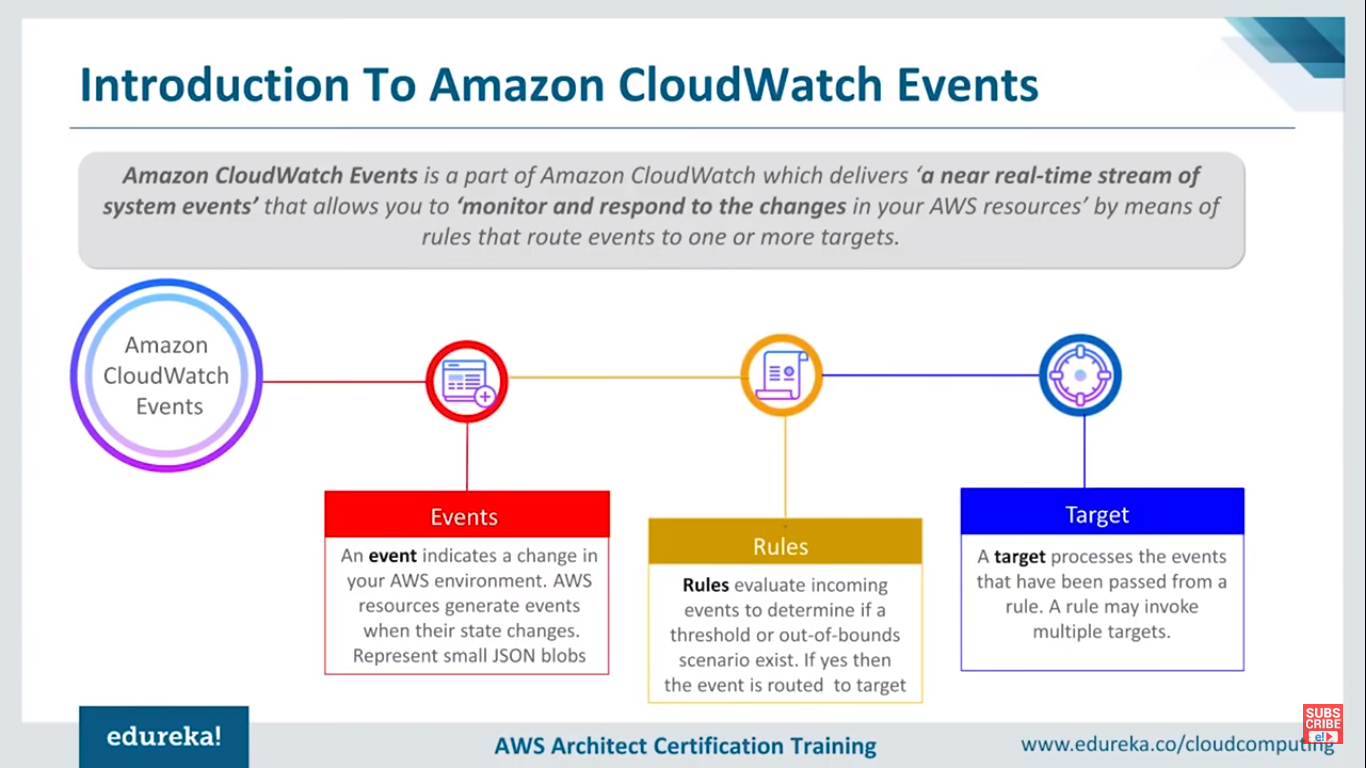 Introduction To Amazon CloudWatch Events
Amazon CloudWatch Events is a part of Amazon CloudWatch which delivers ‘a near real-time stream of
system events’ that allows you to ‘monitor and respond to the changes in your AWS resources’ by means of
rules that route events to one or more targets.
Amazon
CloudWatch
Events
Events
An event indicates a change in
your AWS environment. AWS
resources generate events
when their state changes.
Represent small JSON blobs
Rules
Rules evaluate incoming
events to determine if a
threshold or out-of-bounds
scenario exist. If yes then
the event is routed to target
Target
A target processes the events
that have been passed from a
rule. A rule may invoke
multiple targets.
edureka!
AWS Architect Certification Training
www.edureka.co/cloudcomputing
SUBS
CRIBE
e!